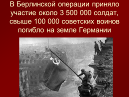 В Берлинской операции приняло
участие около 3 500 000 солдат,
свыше 100 000 советских воинов
погибло на земле Германии